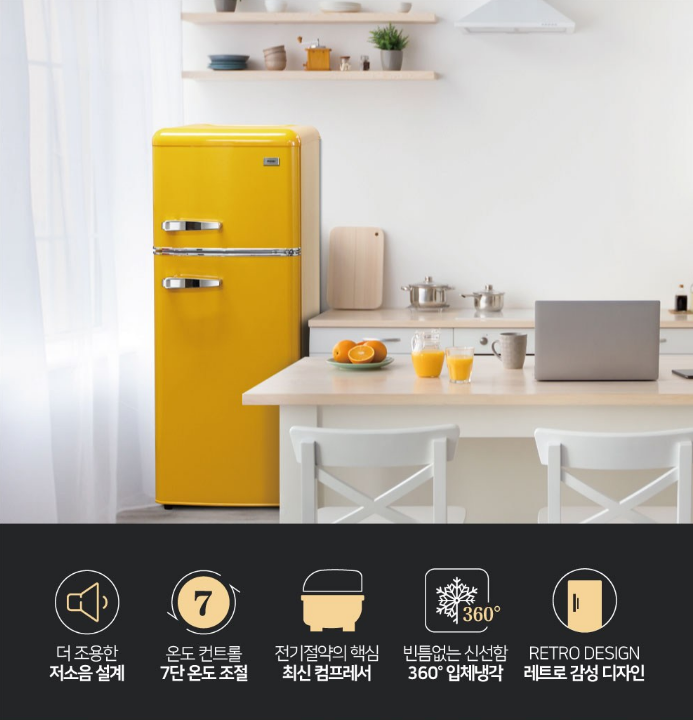 7
360°
더 조용한
저소음 설계
온도 컨트롤
7단 온도 조절
전기절약의 핵심
최신 컴프레서
빈틈없는 신선함
360° 입체냉각
RETRO DESIGN
레트로 감성 디자인